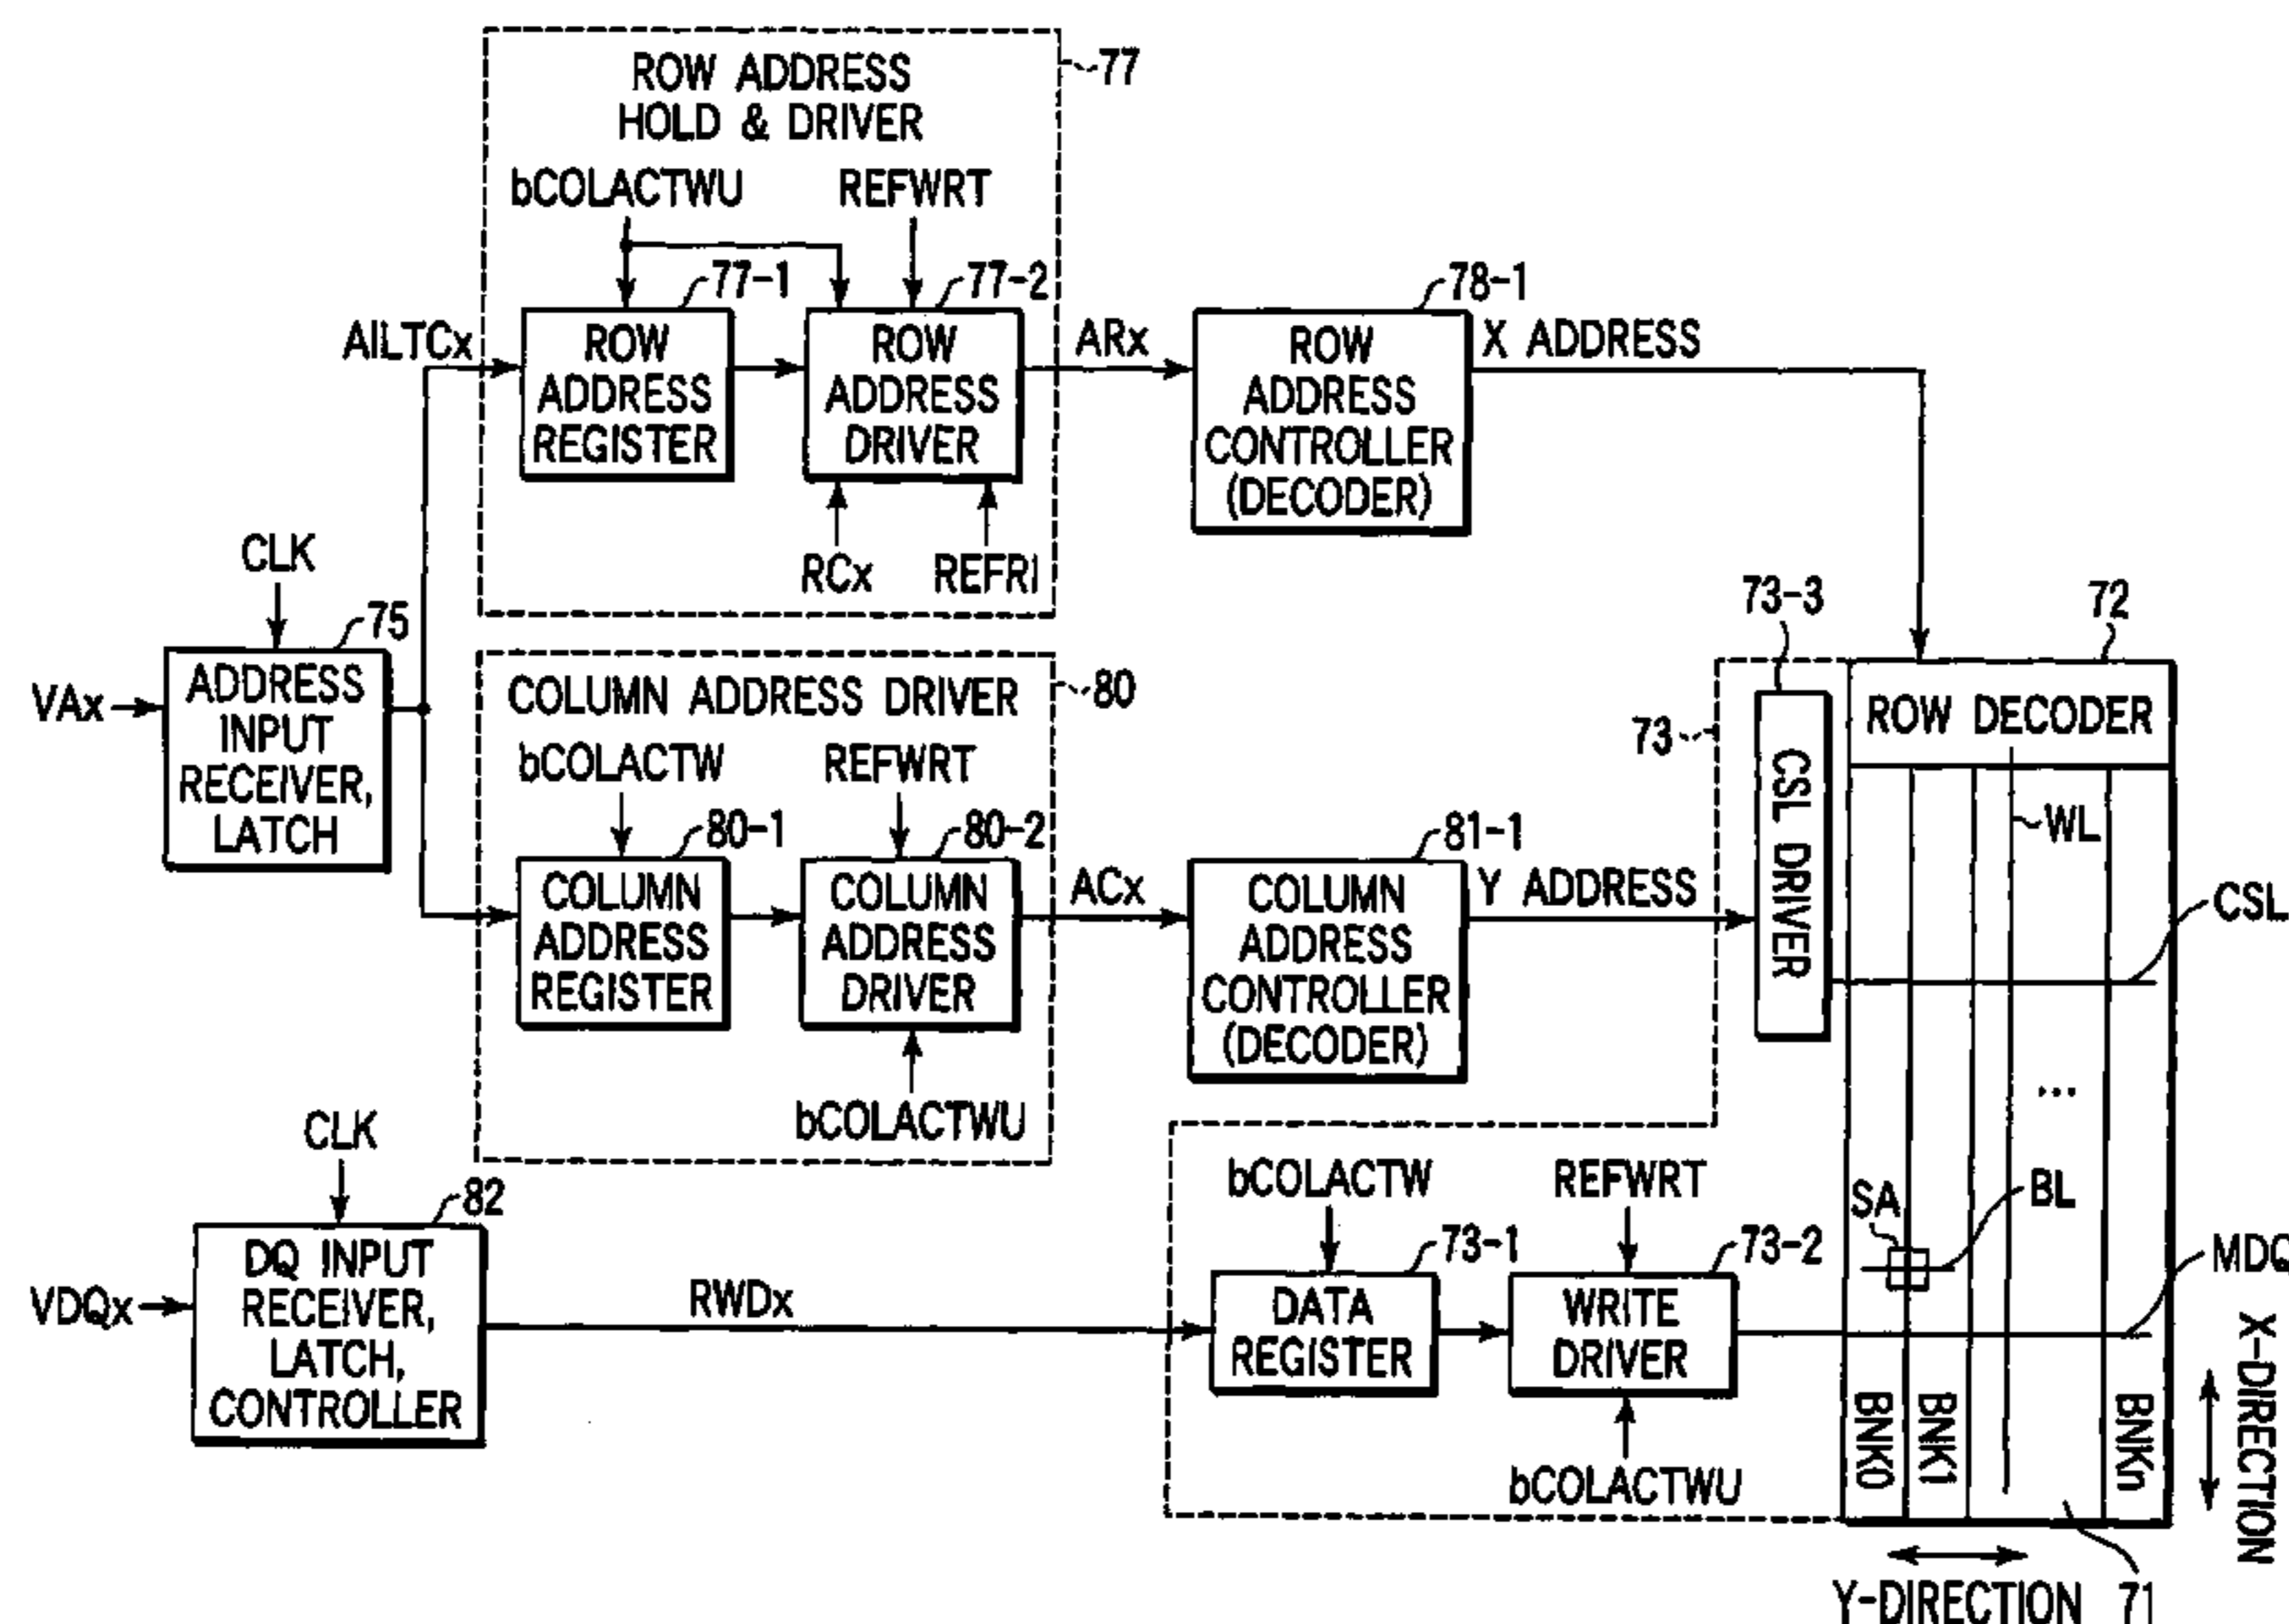 ROW ADDRESS
HOLD & DRIVER
77
bCOLACTWU
REFWRT
77-1
77-2
78-1
AILTCx
ROW
ADDRESS
REGISTER
ROW
ADDRESS
DRIVER
ARx
ROW
ADDRESS
CONTROLLER
(DECODER)
X ADDRESS
RCx
REFRI
CLK
75
VAx
ADDRESS
INPUT
RECEIVER,
LATCH
COLUMN ADDRESS DRIVER
80
bCOLACTW
REFWRT
80-1
80-2
81-1
COLUMN
ADDRESS
REGISTER
COLUMN
ADDRESS
DRIVER
ACx
COLUMN
ADDRESS
CONTROLLER
(DECODER)
Y ADDRESS
bCOLACTWU
73-3
72
73
CSL DRIVER
ROW DECODER
WL
CSL
...
SA
BL
MDQ
CLK
82
VDQx
DQ INPUT
RECEIVER,
LATCH,
CONTROLLER
RWDx
bCOLACTW
REFWRT
73-1
73-2
DATA
REGISTER
WRITE
DRIVER
bCOLACTWU
BNK0
BNK1
BNKn
X-DIRECTION
Y-DIRECTION
71